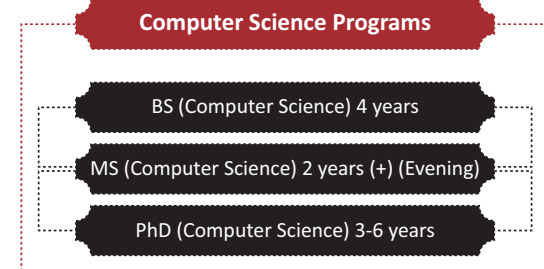 Computer Science Programs
BS (Computer Science) 4 years
MS (Computer Science) 2 years (+) (Evening)
PhD (Computer Science) 3-6 years